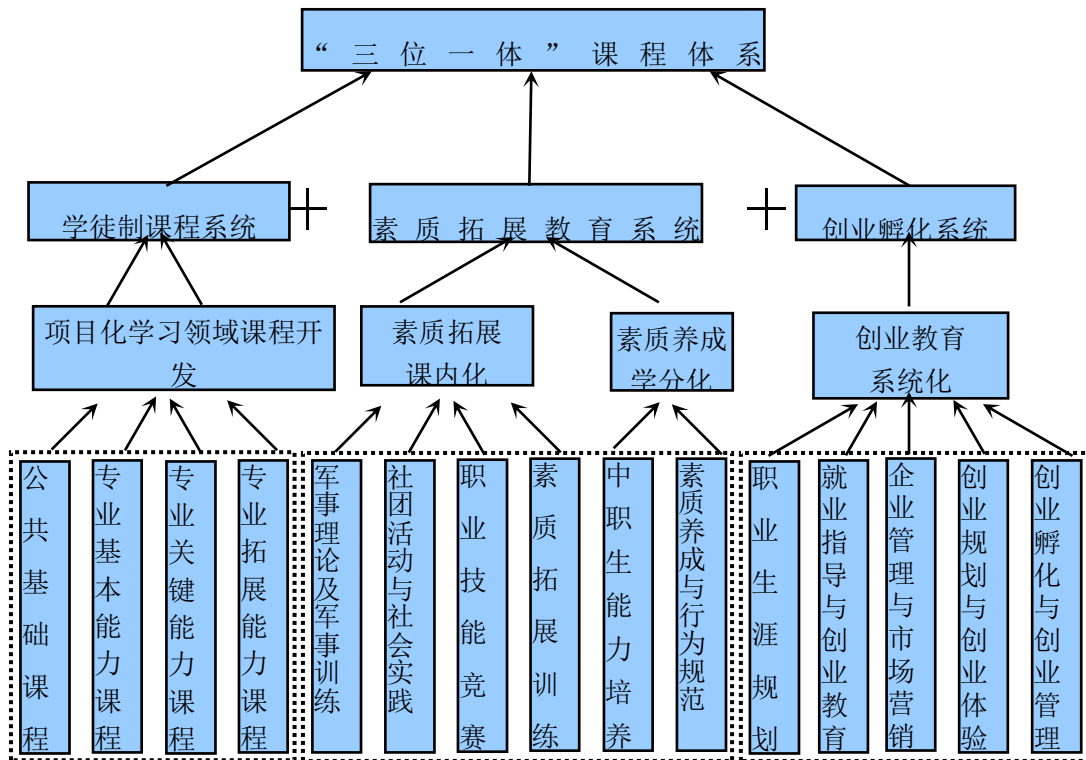 “三位一体”课程体系
学徒制课程系统
素质拓展教育系统
创业孵化系统
项目化学习领域课程开
发
素质拓展
课内化
素质养成
学分化
创业教育
系统化
公共基础课程
专业基本能力课程
专业关键能力课程
专业拓展能力课程
军事理论及军事训练
社团活动与社会实践
职业技能竞赛
素质拓展训练
中职生能力培养
素质养成与行为规范
职业生涯规划
就业指导与创业教育
企业管理与市场营销
创业规划与创业体验
创业孵化与创业管理